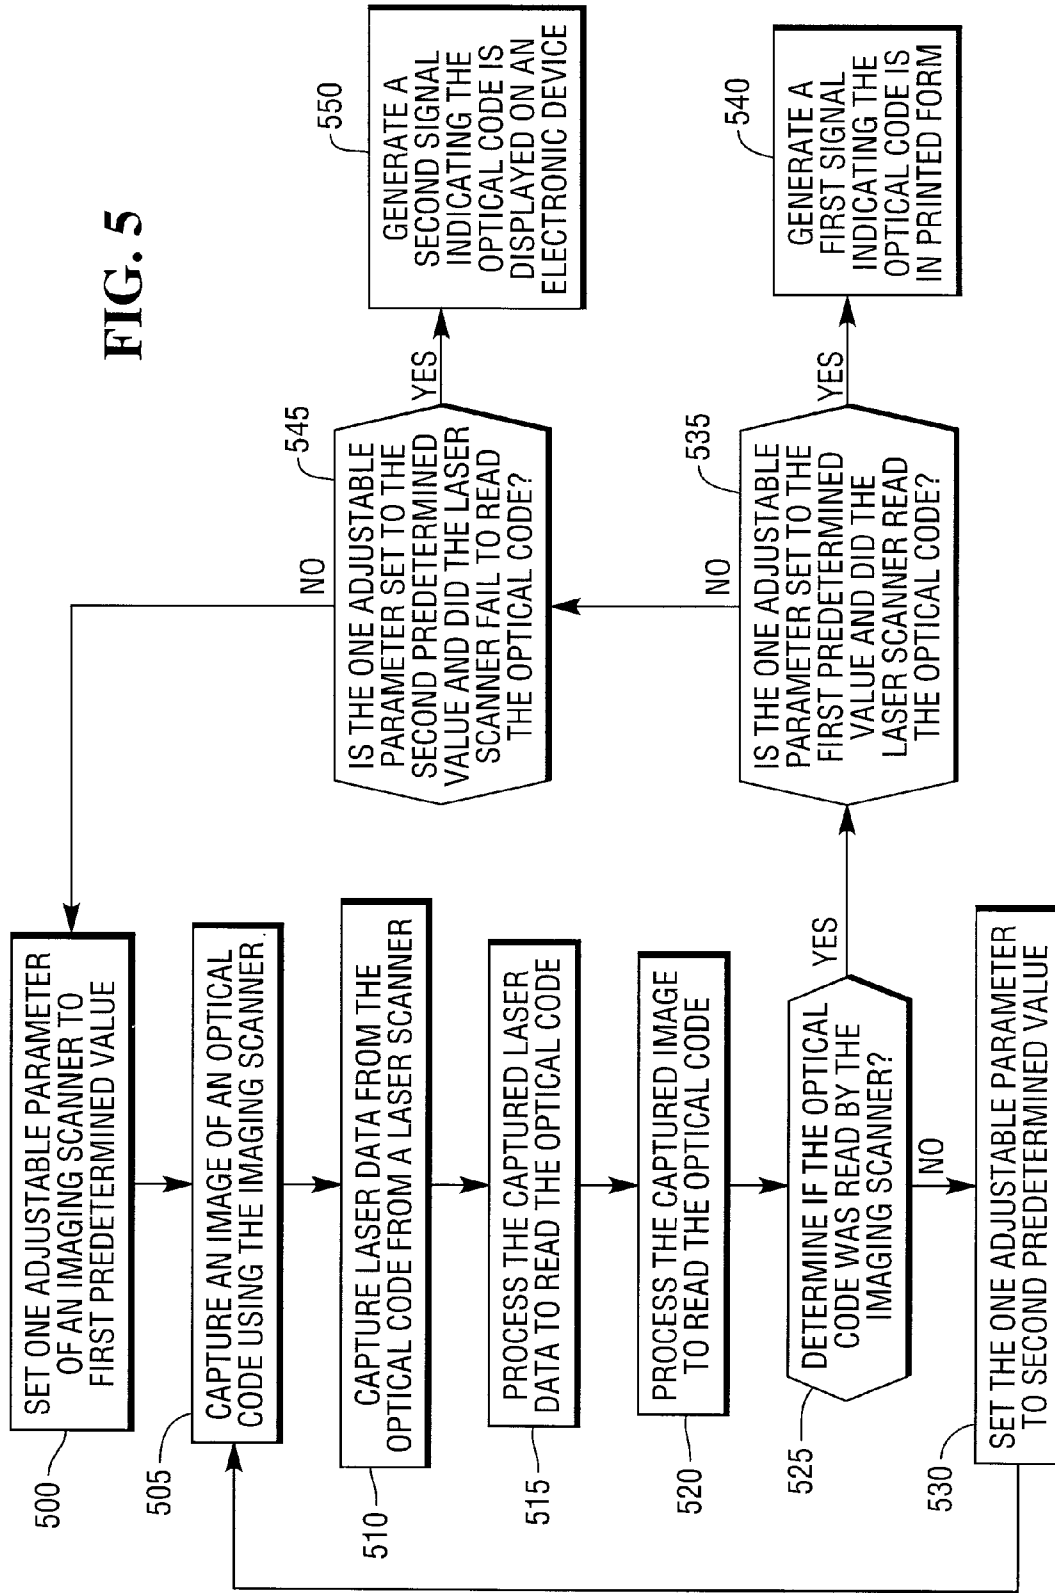 FIG. 5
500
SET ONE ADJUSTABLE PARAMETER
OF AN IMAGING SCANNER TO
FIRST PREDETERMINED VALUE
505
CAPTURE AN IMAGE OF AN OPTICAL
CODE USING THE IMAGING SCANNER.
510
CAPTURE LASER DATA FROM THE
OPTICAL CODE FROM A LASER SCANNER
515
PROCESS THE CAPTURED LASER
DATA TO READ THE OPTICAL CODE
520
PROCESS THE CAPTURED IMAGE
TO READ THE OPTICAL CODE
525
DETERMINE IF THE OPTICAL
CODE WAS READ BY THE
IMAGING SCANNER?
YES
NO
530
SET THE ONE ADJUSTABLE PARAMETER
TO SECOND PREDETERMINED VALUE
535
IS THE ONE ADJUSTABLE
PARAMETER SET TO THE
FIRST PREDETERMINED
VALUE AND DID THE
LASER SCANNER READ
THE OPTICAL CODE?
YES
NO
540
GENERATE A
FIRST SIGNAL
INDICATING THE
OPTICAL CODE IS
IN PRINTED FORM
545
IS THE ONE ADJUSTABLE
PARAMETER SET TO THE
SECOND PREDETERMINED
VALUE AND DID THE LASER
SCANNER FAIL TO READ
THE OPTICAL CODE?
YES
NO
550
GENERATE A
SECOND SIGNAL
INDICATING THE
OPTICAL CODE IS
DISPLAYED ON AN
ELECTRONIC DEVICE